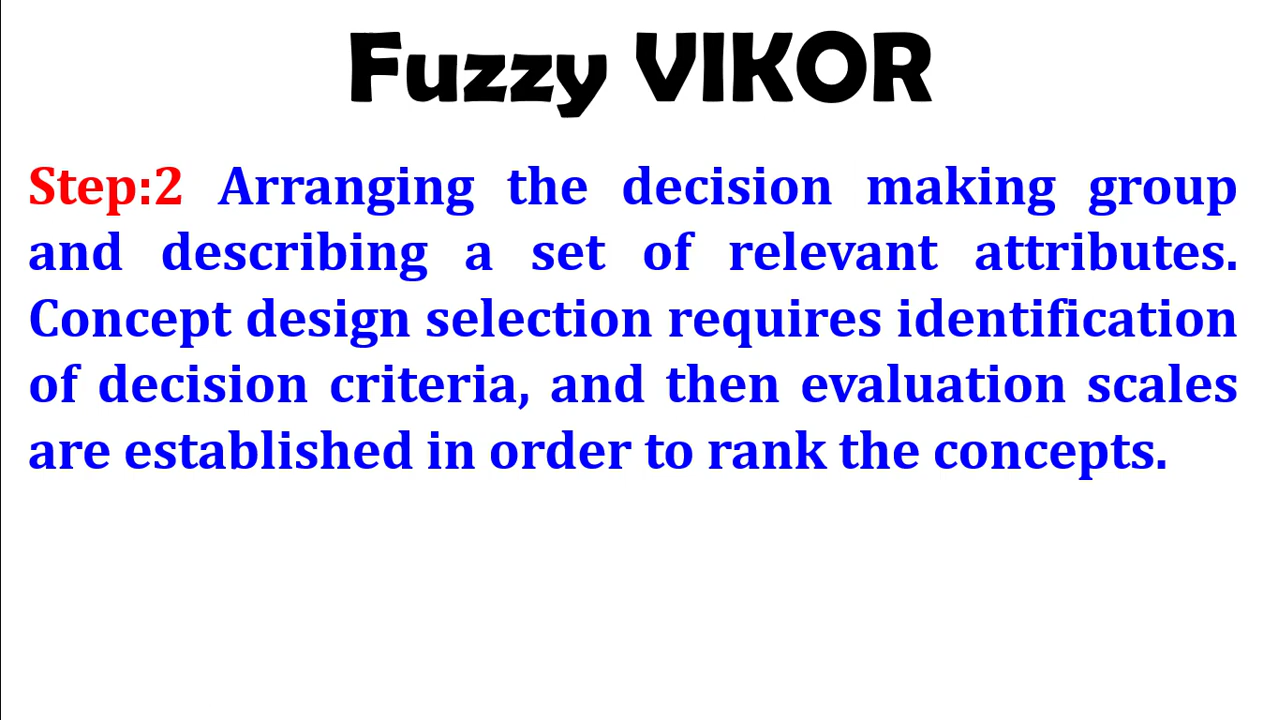 Fuzzy VIKOR
Step:2 Arranging the decision making group
and describing a set of relevant attributes.
Concept design selection requires identification
of decision criteria, and then evaluation scales
are established in order to rank the concepts.